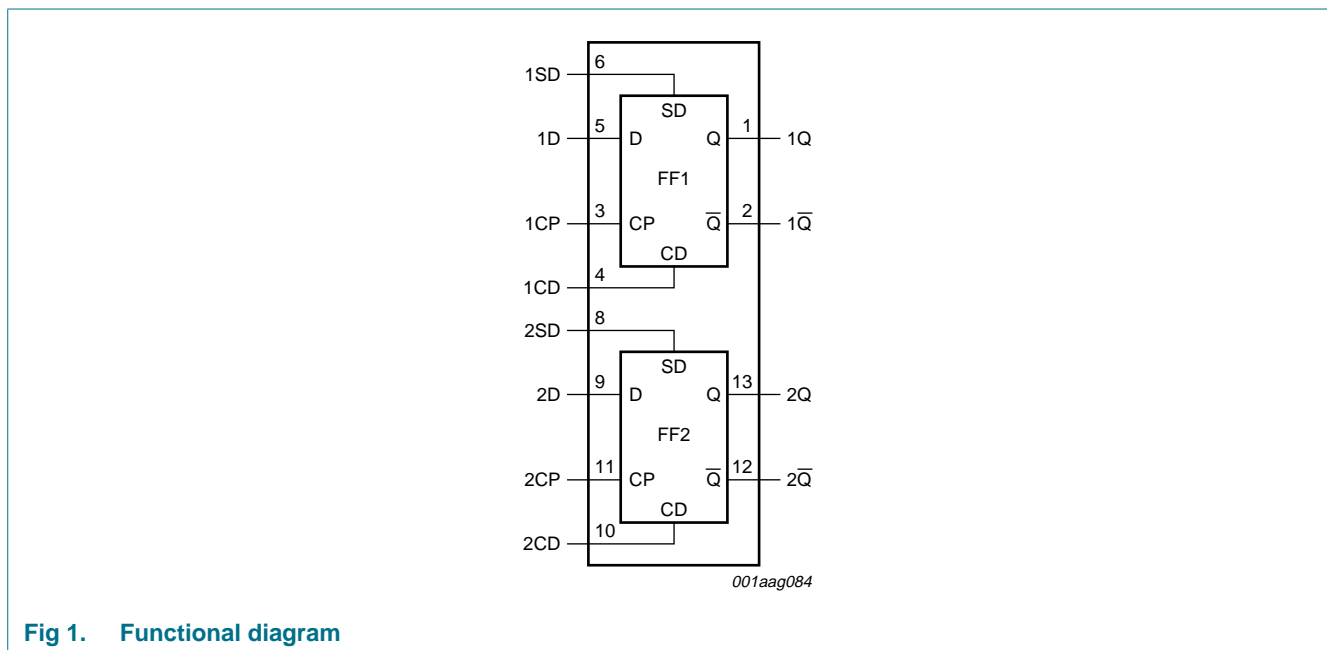 6
1SD
SD
5
1
1D
D
Q
1Q
FF1
3
2
1CP
CP
Q̅
1Q̅
CD
4
1CD
8
2SD
SD
9
13
2D
D
Q
2Q
FF2
11
12
2CP
CP
Q̅
2Q̅
CD
10
2CD
001aag084
Fig 1. Functional diagram